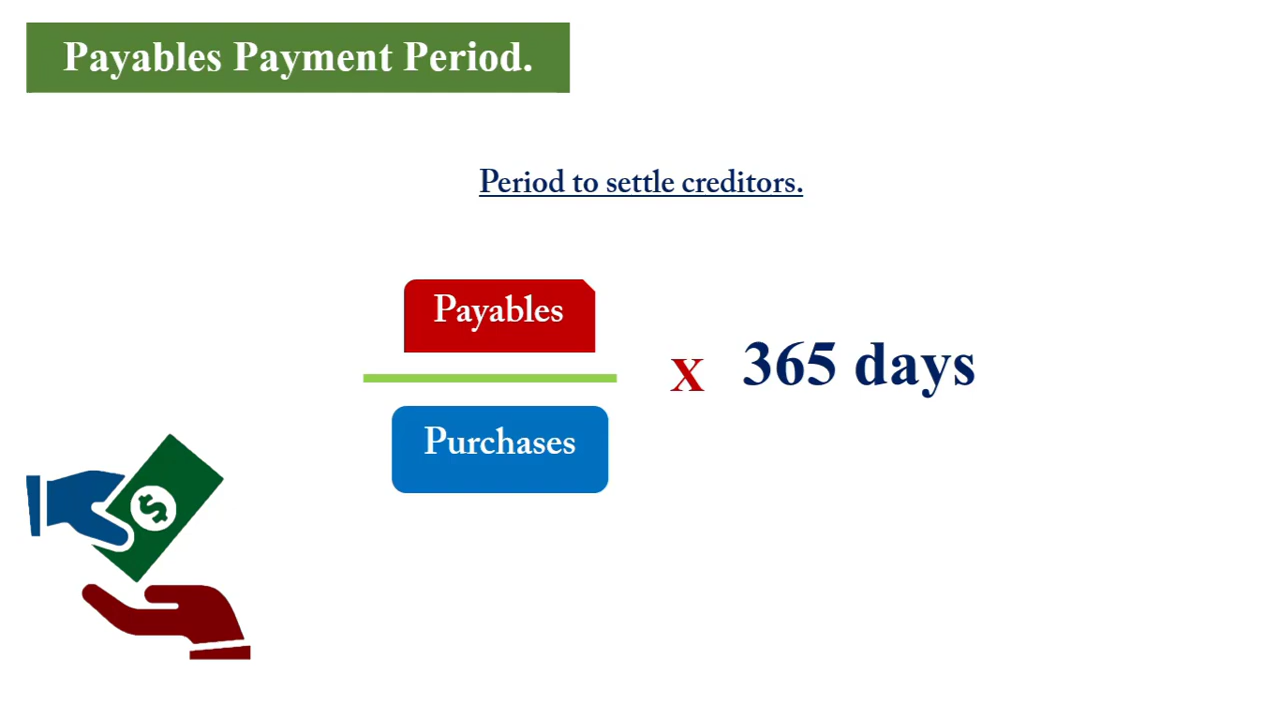 Payables Payment Period.
Period to settle creditors.
Payables
Purchases
X 365 days
$